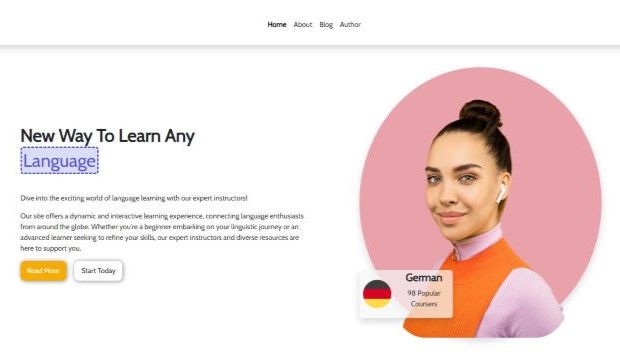 Home About Blog Author
New Way To Learn Any
Language
Dive into the exciting world of language learning with our expert instructors!
Our site offers a dynamic and interactive learning experience, connecting language enthusiasts
from around the globe. Whether you're a beginner embarking on your linguistic journey or an
advanced learner seeking to refine your skills, our expert instructors and diverse resources are
here to support you.
Read More Start Today
German
98 Popular
Coursers